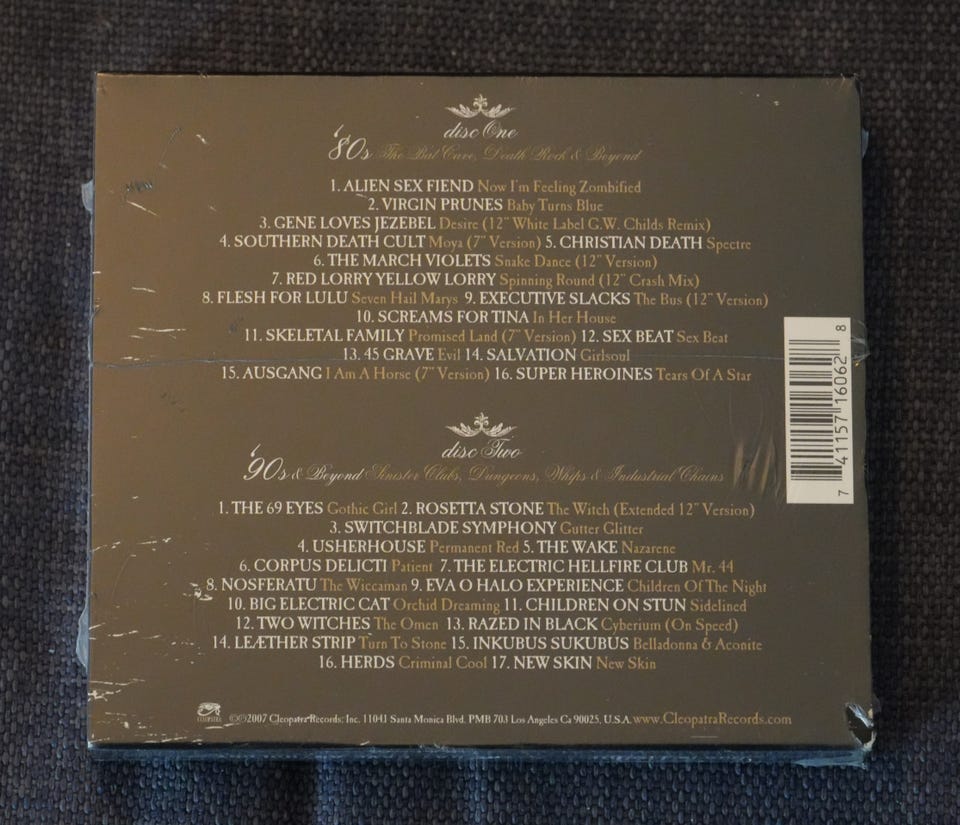 disc One
'80s The Bat Cave, Death Rock & Beyond
1. ALIEN SEX FIEND Now I'm Feeling Zombified
2. VIRGIN PRUNES Baby Turns Blue
3. GENE LOVES JEZEBEL Desire (12" White Label G.W. Childs Remix)
4. SOUTHERN DEATH CULT Moya (7" Version) 5. CHRISTIAN DEATH Spectre
6. THE MARCH VIOLETS Snake Dance (12" Version)
7. RED LORRY YELLOW LORRY Spinning Round (12" Crash Mix)
8. FLESH FOR LULU Seven Hail Marys 9. EXECUTIVE SLACKS The Bus (12" Version)
10. SCREAMS FOR TINA In Her House
11. SKELETAL FAMILY Promised Land (7" Version) 12. SEX BEAT Sex Beat
13. 45 GRAVE Evil 14. SALVATION Girlsoul
15. AUSGANG I Am A Horse (7" Version) 16. SUPER HEROINES Tears Of A Star
disc Two
'90s & Beyond Sinister Clubs, Dungeons, Whips & Industrial Chains
1. THE 69 EYES Gothic Girl 2. ROSETTA STONE The Witch (Extended 12" Version)
3. SWITCHBLADE SYMPHONY Gutter Glitter
4. USHERHOUSE Permanent Red 5. THE WAKE Nazarene
6. CORPUS DELICTI Patient 7. THE ELECTRIC HELLFIRE CLUB Mr. 44
8. NOSFERATU The Wiccaman 9. EVA O HALO EXPERIENCE Children Of The Night
10. BIG ELECTRIC CAT Orchid Dreaming 11. CHILDREN ON STUN Sidelined
12. TWO WITCHES The Omen 13. RAZED IN BLACK Cyberium (On Speed)
14. LEÆTHER STRIP Turn To Stone 15. INKUBUS SUKUBUS Belladonna & Aconite
16. HERDS Criminal Cool 17. NEW SKIN New Skin
CLEOPATRA ©℗2007 Cleopatra Records, Inc. 11041 Santa Monica Blvd. PMB 703 Los Angeles Ca 90025, U.S.A. www.CleopatraRecords.com
7 41157 16062 8